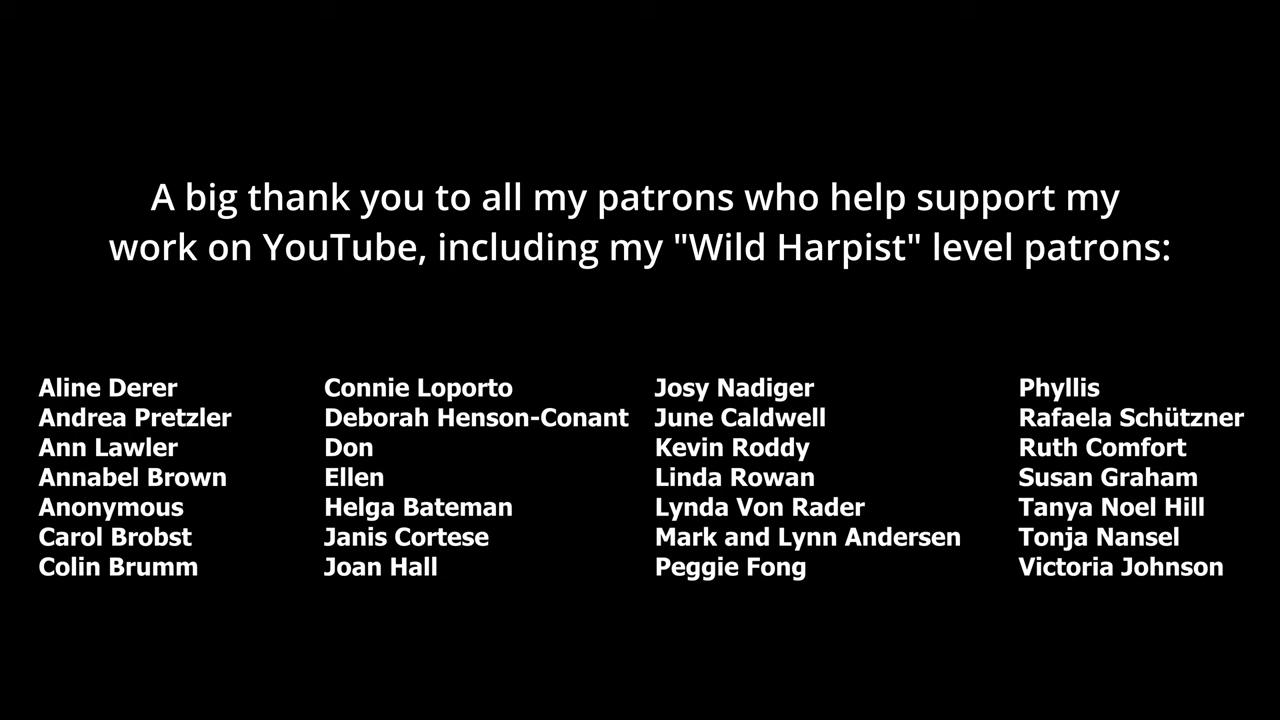 A big thank you to all my patrons who help support my
work on YouTube, including my "Wild Harpist" level patrons:
Aline Derer
Andrea Pretzler
Ann Lawler
Annabel Brown
Anonymous
Carol Brobst
Colin Brumm
Connie Loporto
Deborah Henson-Conant
Don
Ellen
Helga Bateman
Janis Cortese
Joan Hall
Josy Nadiger
June Caldwell
Kevin Roddy
Linda Rowan
Lynda Von Rader
Mark and Lynn Andersen
Peggie Fong
Phyllis
Rafaela Schützner
Ruth Comfort
Susan Graham
Tanya Noel Hill
Tonja Nansel
Victoria Johnson